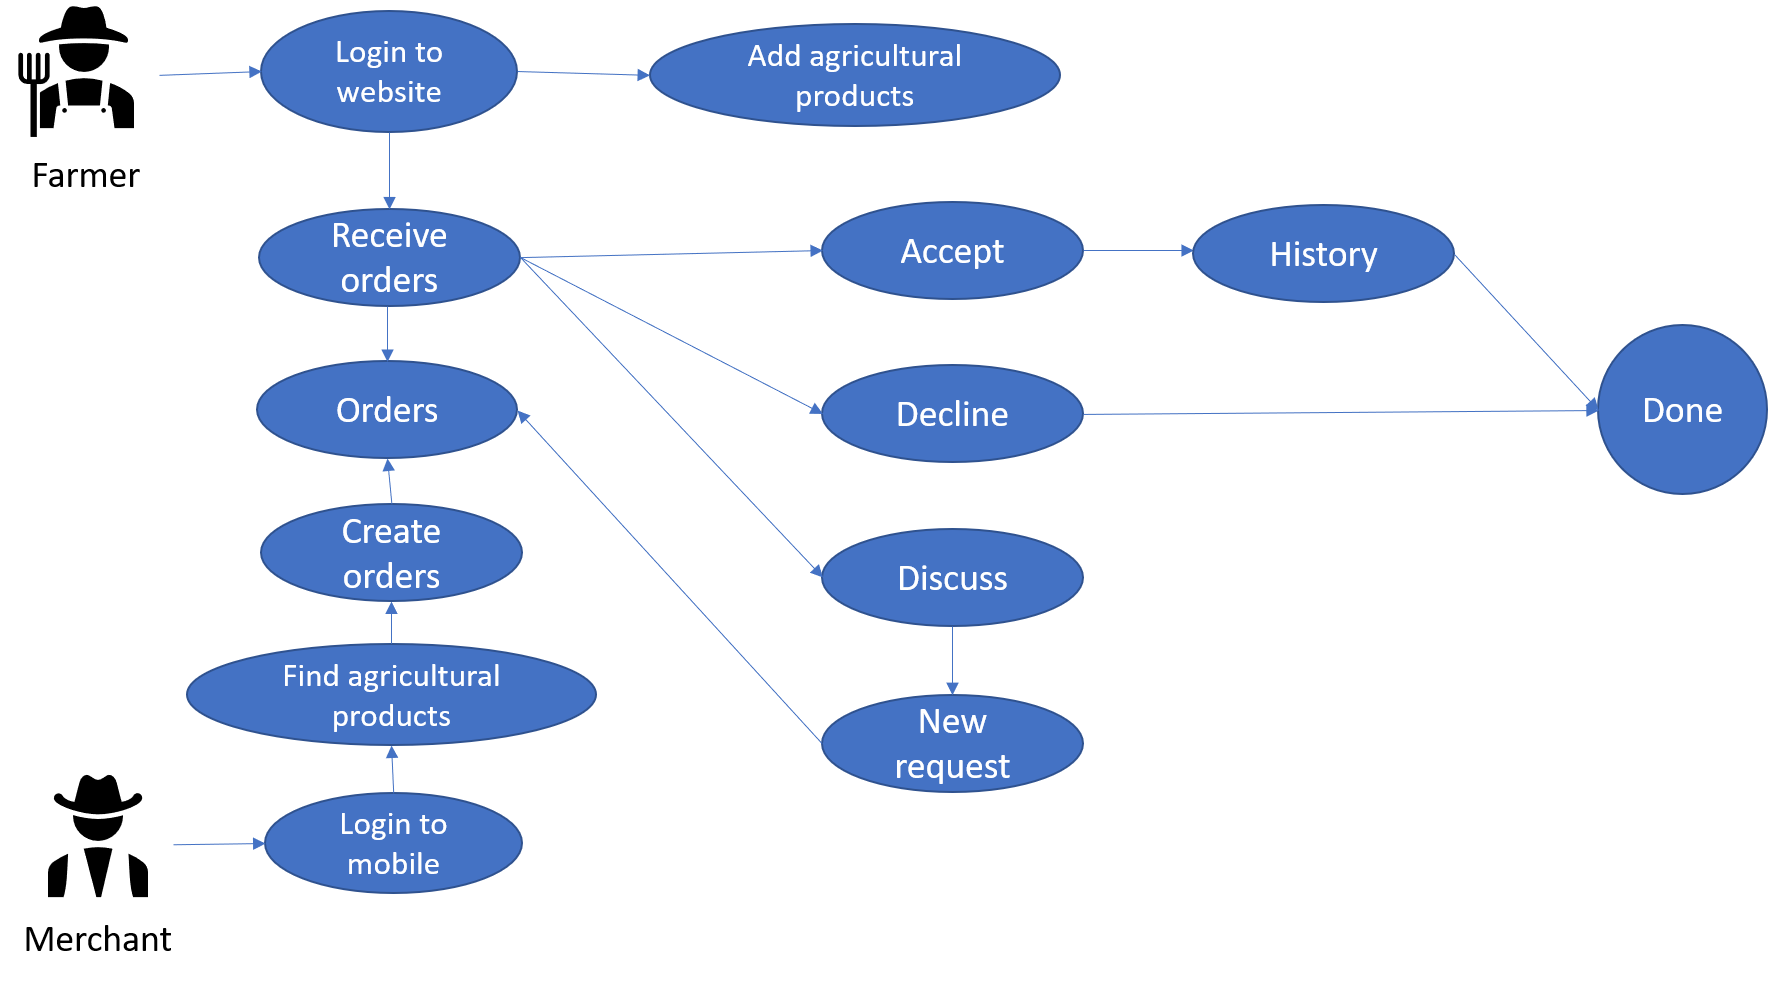 Login to
website
Add agricultural
products
Farmer
Receive
orders
Accept
History
Orders
Decline
Done
Create
orders
Discuss
Find agricultural
products
New
request
Login to
mobile
Merchant